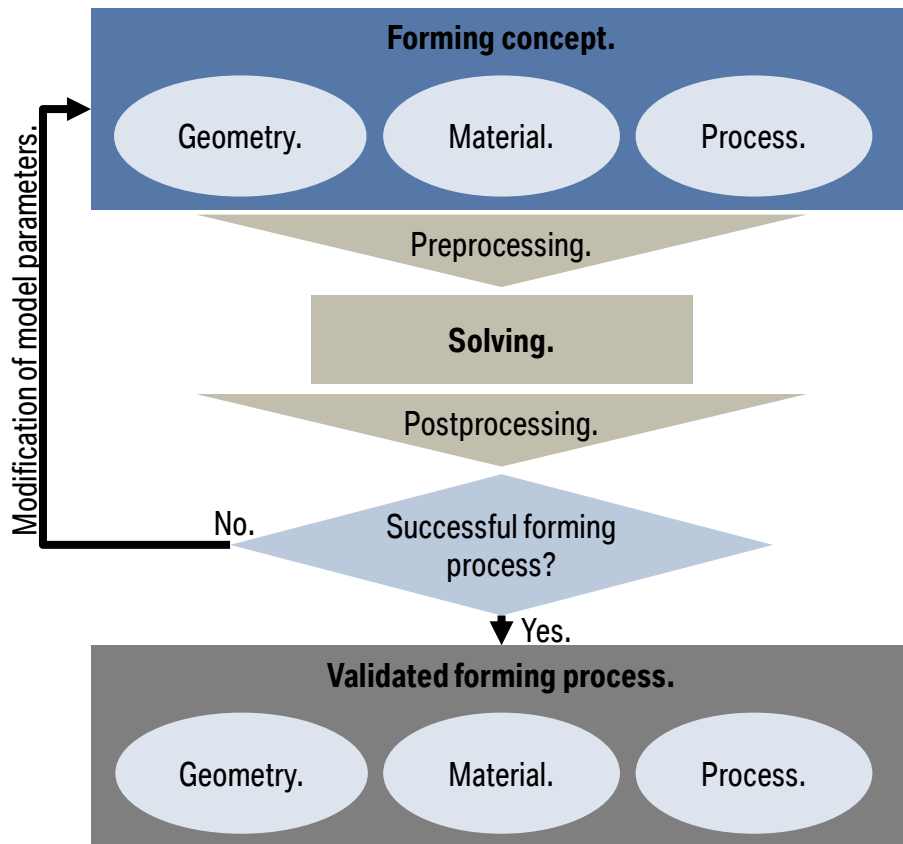 Forming concept.
Geometry.
Material.
Process.
Preprocessing.
Solving.
Postprocessing.
Modification of model parameters.
No.
Successful forming
process?
Yes.
Validated forming process.
Geometry.
Material.
Process.